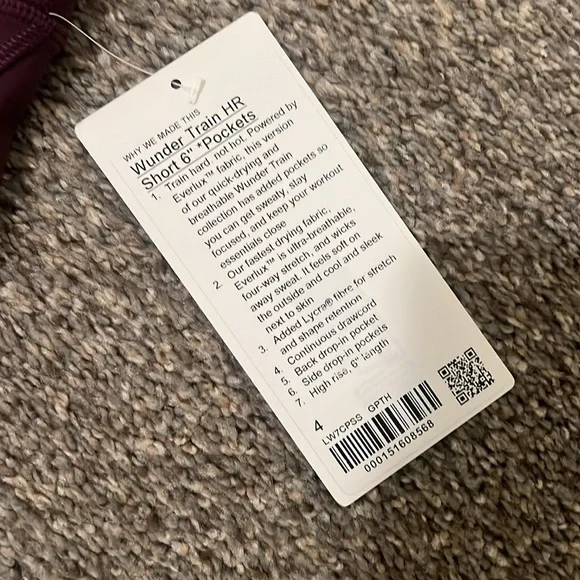 WHY WE MADE THIS
Wunder Train HR
Short 6" *Pockets
1. Train hard, not hot. Powered by
Everlux™ fabric, this version
of our quick-drying and
breathable Wunder Train
collection has added pockets so
you can get sweaty, stay
focused, and keep your workout
essentials close
2. Our fastest drying fabric,
Everlux™ is ultra-breathable,
four-way stretch, and wicks
away sweat. It feels soft on
the outside and cool and sleek
next to skin
3. Added Lycra® fibre for stretch
and shape retention
4. Continuous drawcord
5. Back drop-in pocket
6. Side drop-in pockets
7. High rise, 6" length
4
LW7CPSS GPTH
000151608568